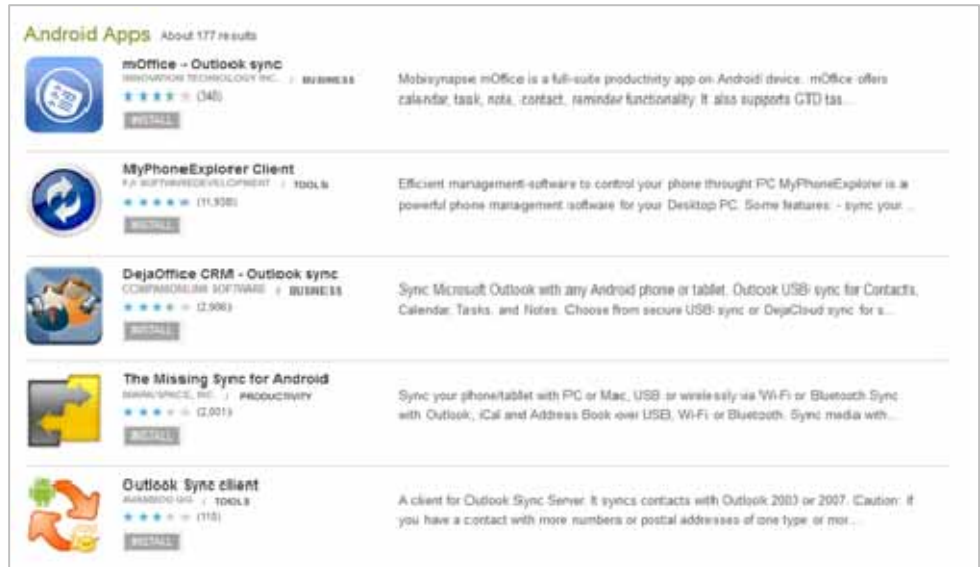 Android Apps About 177 results
mOffice - Outlook sync
INNOVATION TECHNOLOGY INC. / BUSINESS
(340)
INSTALL
Mobisynapse mOffice is a full-suite productivity app on Android device. mOffice offers
calendar, task, note, contact, reminder functionality. It also supports GTD tas...
MyPhoneExplorer Client
FJ SOFTWAREDEVELOPMENT / TOOLS
INSTALL
Efficient management-software to control your phone throught PC MyPhoneExplorer is a
powerful phone management software for your Desktop PC. Some features: - sync your ...
DejaOffice CRM - Outlook sync
COMPANIONLINK SOFTWARE / BUSINESS
INSTALL
Sync Microsoft Outlook with any Android phone or tablet. Outlook USB sync for Contacts,
Calendar, Tasks, and Notes. Choose from secure USB sync or DejaCloud sync for s...
The Missing Sync for Android
MARK/SPACE, INC. / PRODUCTIVITY
(2,001)
INSTALL
Sync your phone/tablet with PC or Mac, USB or wirelessly via Wi-Fi or Bluetooth Sync
with Outlook, iCal and Address Book over USB, Wi-Fi or Bluetooth. Sync media with...
Outlook Sync client
/ TOOLS
INSTALL
A client for Outlook Sync Server. It syncs contacts with Outlook 2003 or 2007. Caution: if
you have a contact with more numbers or postal addresses of one type or mor...